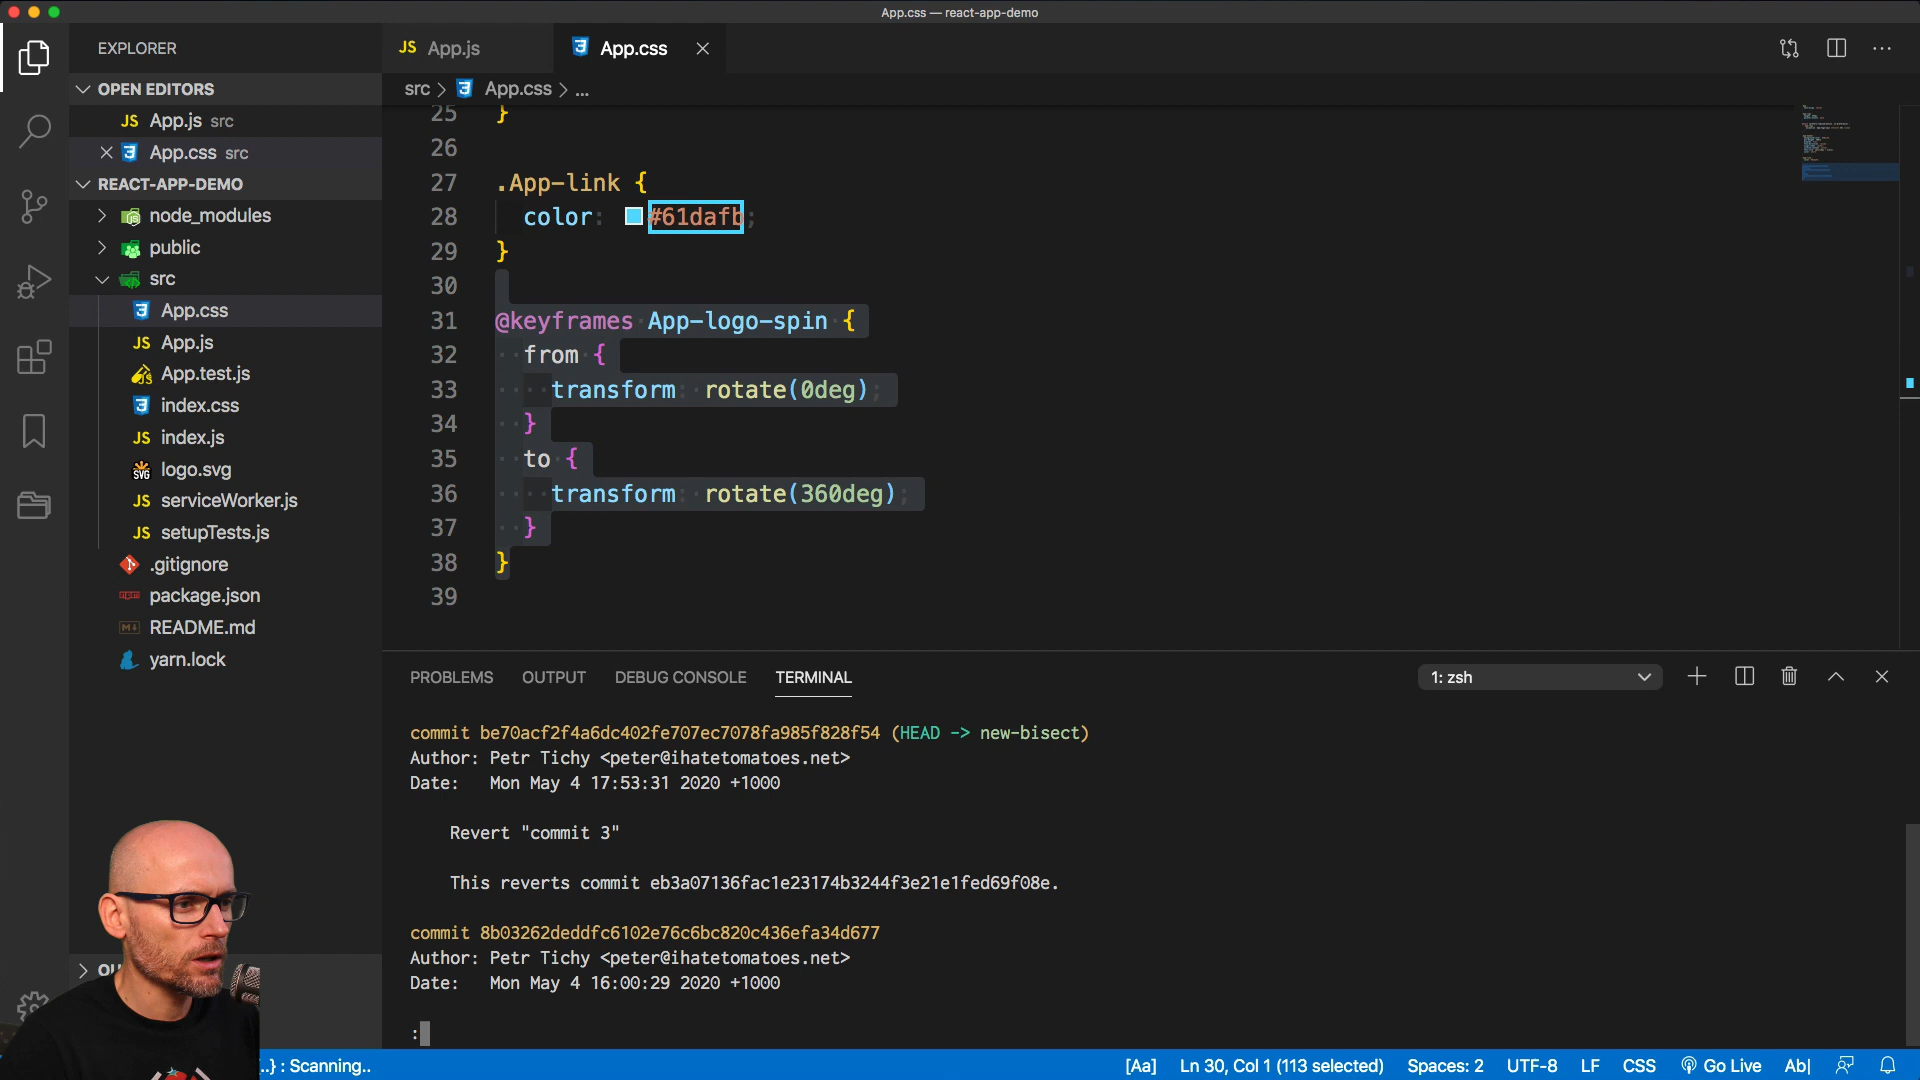 App.css — react-app-demo
EXPLORER
OPEN EDITORS
JS App.js src
App.css src
REACT-APP-DEMO
node_modules
public
src
App.css
JS App.js
App.test.js
index.css
JS index.js
SVG logo.svg
JS serviceWorker.js
JS setupTests.js
.gitignore
package.json
README.md
yarn.lock
JS App.js
App.css
src > App.css > ...
25 }
26
27 .App-link {
28 color: #61dafb;
29 }
30
31 @keyframes App-logo-spin {
32 from {
33 transform: rotate(0deg);
34 }
35 to {
36 transform: rotate(360deg);
37 }
38 }
39
PROBLEMS OUTPUT DEBUG CONSOLE TERMINAL
1: zsh
commit be70acf2f4a6dc402fe707ec7078fa985f828f54 (HEAD -> new-bisect)
Author: Petr Tichy <peter@ihatetomatoes.net>
Date: Mon May 4 17:53:31 2020 +1000
Revert "commit 3"
This reverts commit eb3a07136fac1e23174b3244f3e21e1fed69f08e.
commit 8b03262deddfc6102e76c6bc820c436efa34d677
Author: Petr Tichy <peter@ihatetomatoes.net>
Date: Mon May 4 16:00:29 2020 +1000
:
..} : Scanning.. [Aa] Ln 30, Col 1 (113 selected) Spaces: 2 UTF-8 LF CSS Go Live Ab|